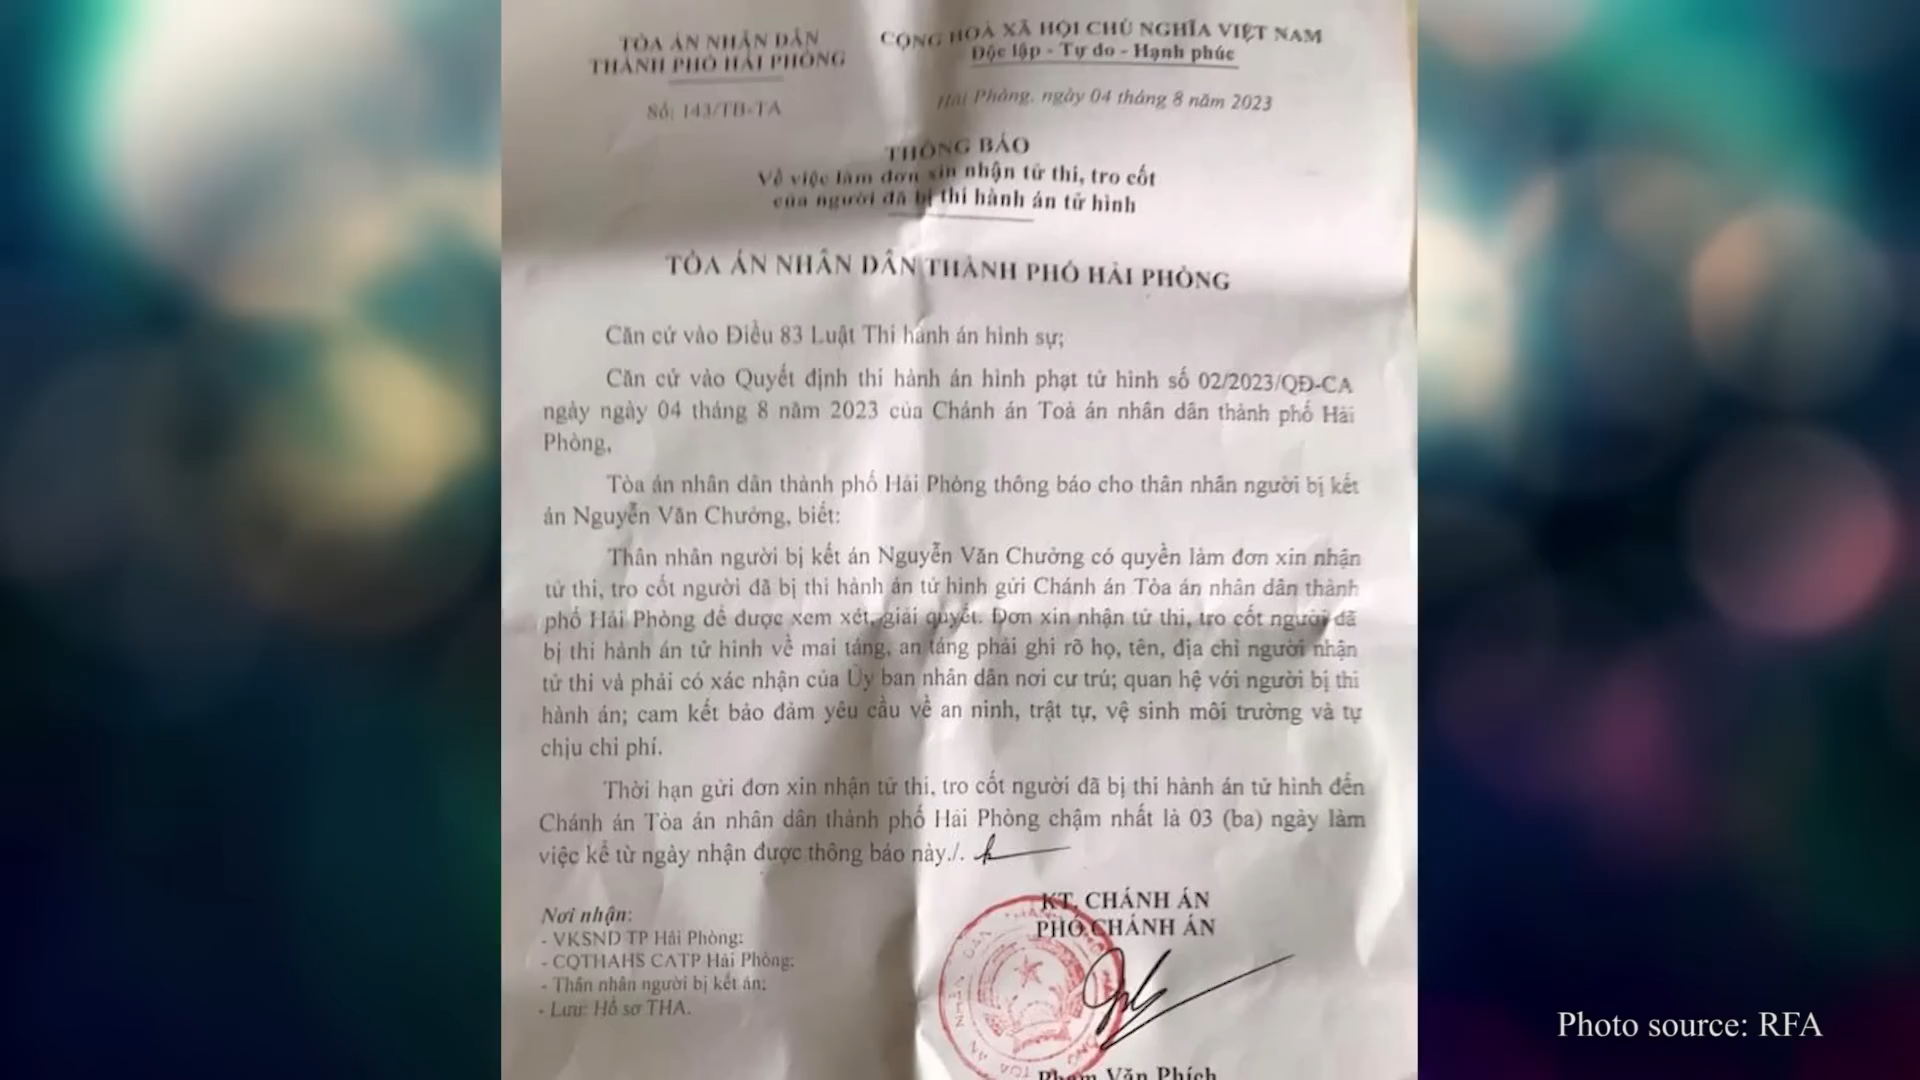 TÒA ÁN NHÂN DÂN
THÀNH PHỐ HẢI PHÒNG
Số: 143/TB-TA
CỘNG HOÀ XÃ HỘI CHỦ NGHĨA VIỆT NAM
Độc lập - Tự do - Hạnh phúc
Hải Phòng, ngày 04 tháng 8 năm 2023
THÔNG BÁO
Về việc làm đơn xin nhận tử thi, tro cốt
của người đã bị thi hành án tử hình
TÒA ÁN NHÂN DÂN THÀNH PHỐ HẢI PHÒNG
Căn cứ vào Điều 83 Luật Thi hành án hình sự;
Căn cứ vào Quyết định thi hành án hình phạt tử hình số 02/2023/QĐ-CA
ngày ngày 04 tháng 8 năm 2023 của Chánh án Toà án nhân dân thành phố Hải
Phòng,
Tòa án nhân dân thành phố Hải Phòng thông báo cho thân nhân người bị kết
án Nguyễn Văn Chưởng, biết:
Thân nhân người bị kết án Nguyễn Văn Chưởng có quyền làm đơn xin nhận
tử thi, tro cốt người đã bị thi hành án tử hình gửi Chánh án Tòa án nhân dân thành
phố Hải Phòng để được xem xét, giải quyết. Đơn xin nhận tử thi, tro cốt người đã
bị thi hành án tử hình về mai táng, an táng phải ghi rõ họ, tên, địa chỉ người nhận
tử thi và phải có xác nhận của Ủy ban nhân dân nơi cư trú; quan hệ với người bị thi
hành án; cam kết bảo đảm yêu cầu về an ninh, trật tự, vệ sinh môi trường và tự
chịu chi phí.
Thời hạn gửi đơn xin nhận tử thi, tro cốt người đã bị thi hành án tử hình đến
Chánh án Tòa án nhân dân thành phố Hải Phòng chậm nhất là 03 (ba) ngày làm
việc kể từ ngày nhận được thông báo này./.
Nơi nhận:
- VKSND TP Hải Phòng;
- CQTHAHS CATP Hải Phòng;
- Thân nhân người bị kết án;
- Lưu: Hồ sơ THA.
KT. CHÁNH ÁN
PHÓ CHÁNH ÁN
Phạm Văn Phích
Photo source: RFA